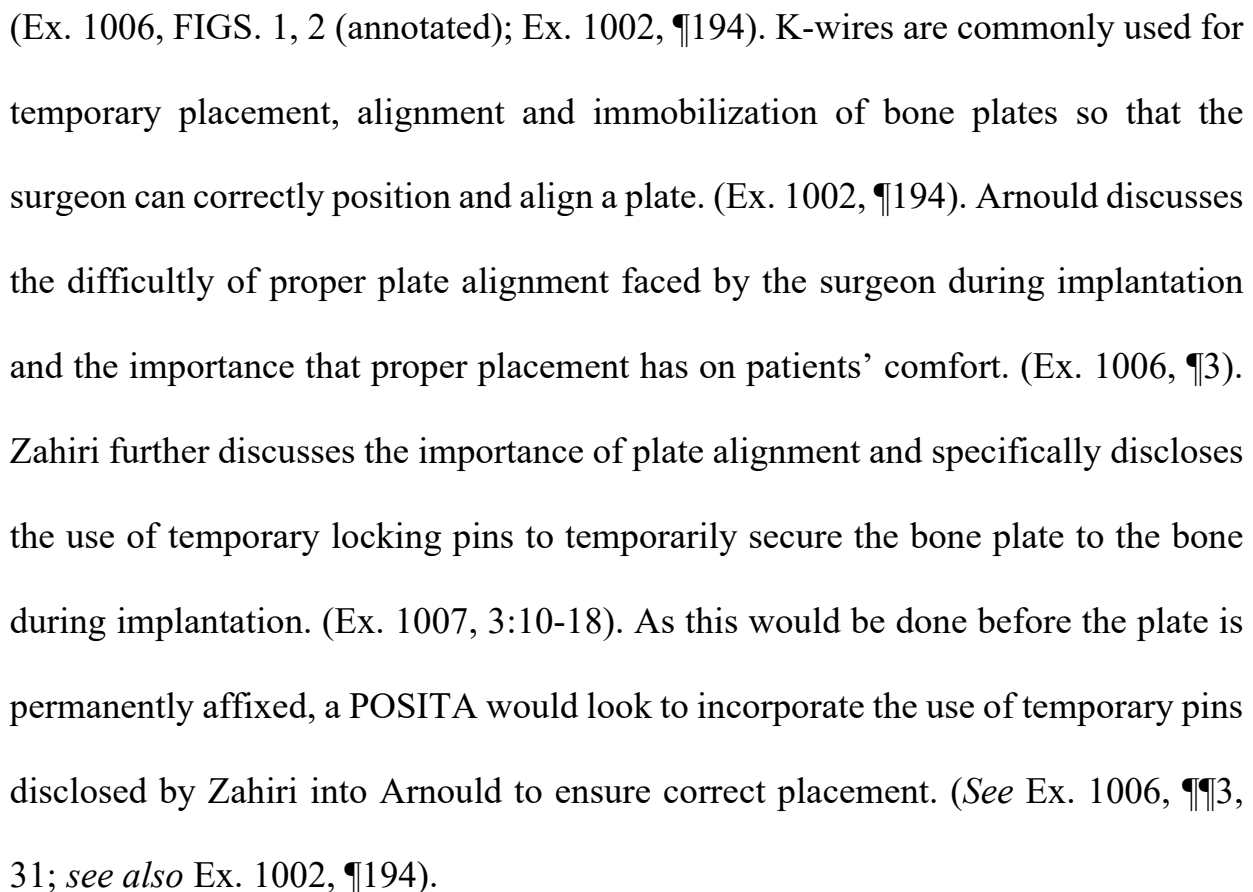 (Ex. 1006, FIGS. 1, 2 (annotated); Ex. 1002, ¶194). K-wires are commonly used for
temporary placement, alignment and immobilization of bone plates so that the
surgeon can correctly position and align a plate. (Ex. 1002, ¶194). Arnould discusses
the difficultly of proper plate alignment faced by the surgeon during implantation
and the importance that proper placement has on patients’ comfort. (Ex. 1006, ¶3).
Zahiri further discusses the importance of plate alignment and specifically discloses
the use of temporary locking pins to temporarily secure the bone plate to the bone
during implantation. (Ex. 1007, 3:10-18). As this would be done before the plate is
permanently affixed, a POSITA would look to incorporate the use of temporary pins
disclosed by Zahiri into Arnould to ensure correct placement. (See Ex. 1006, ¶¶3,
31; see also Ex. 1002, ¶194).